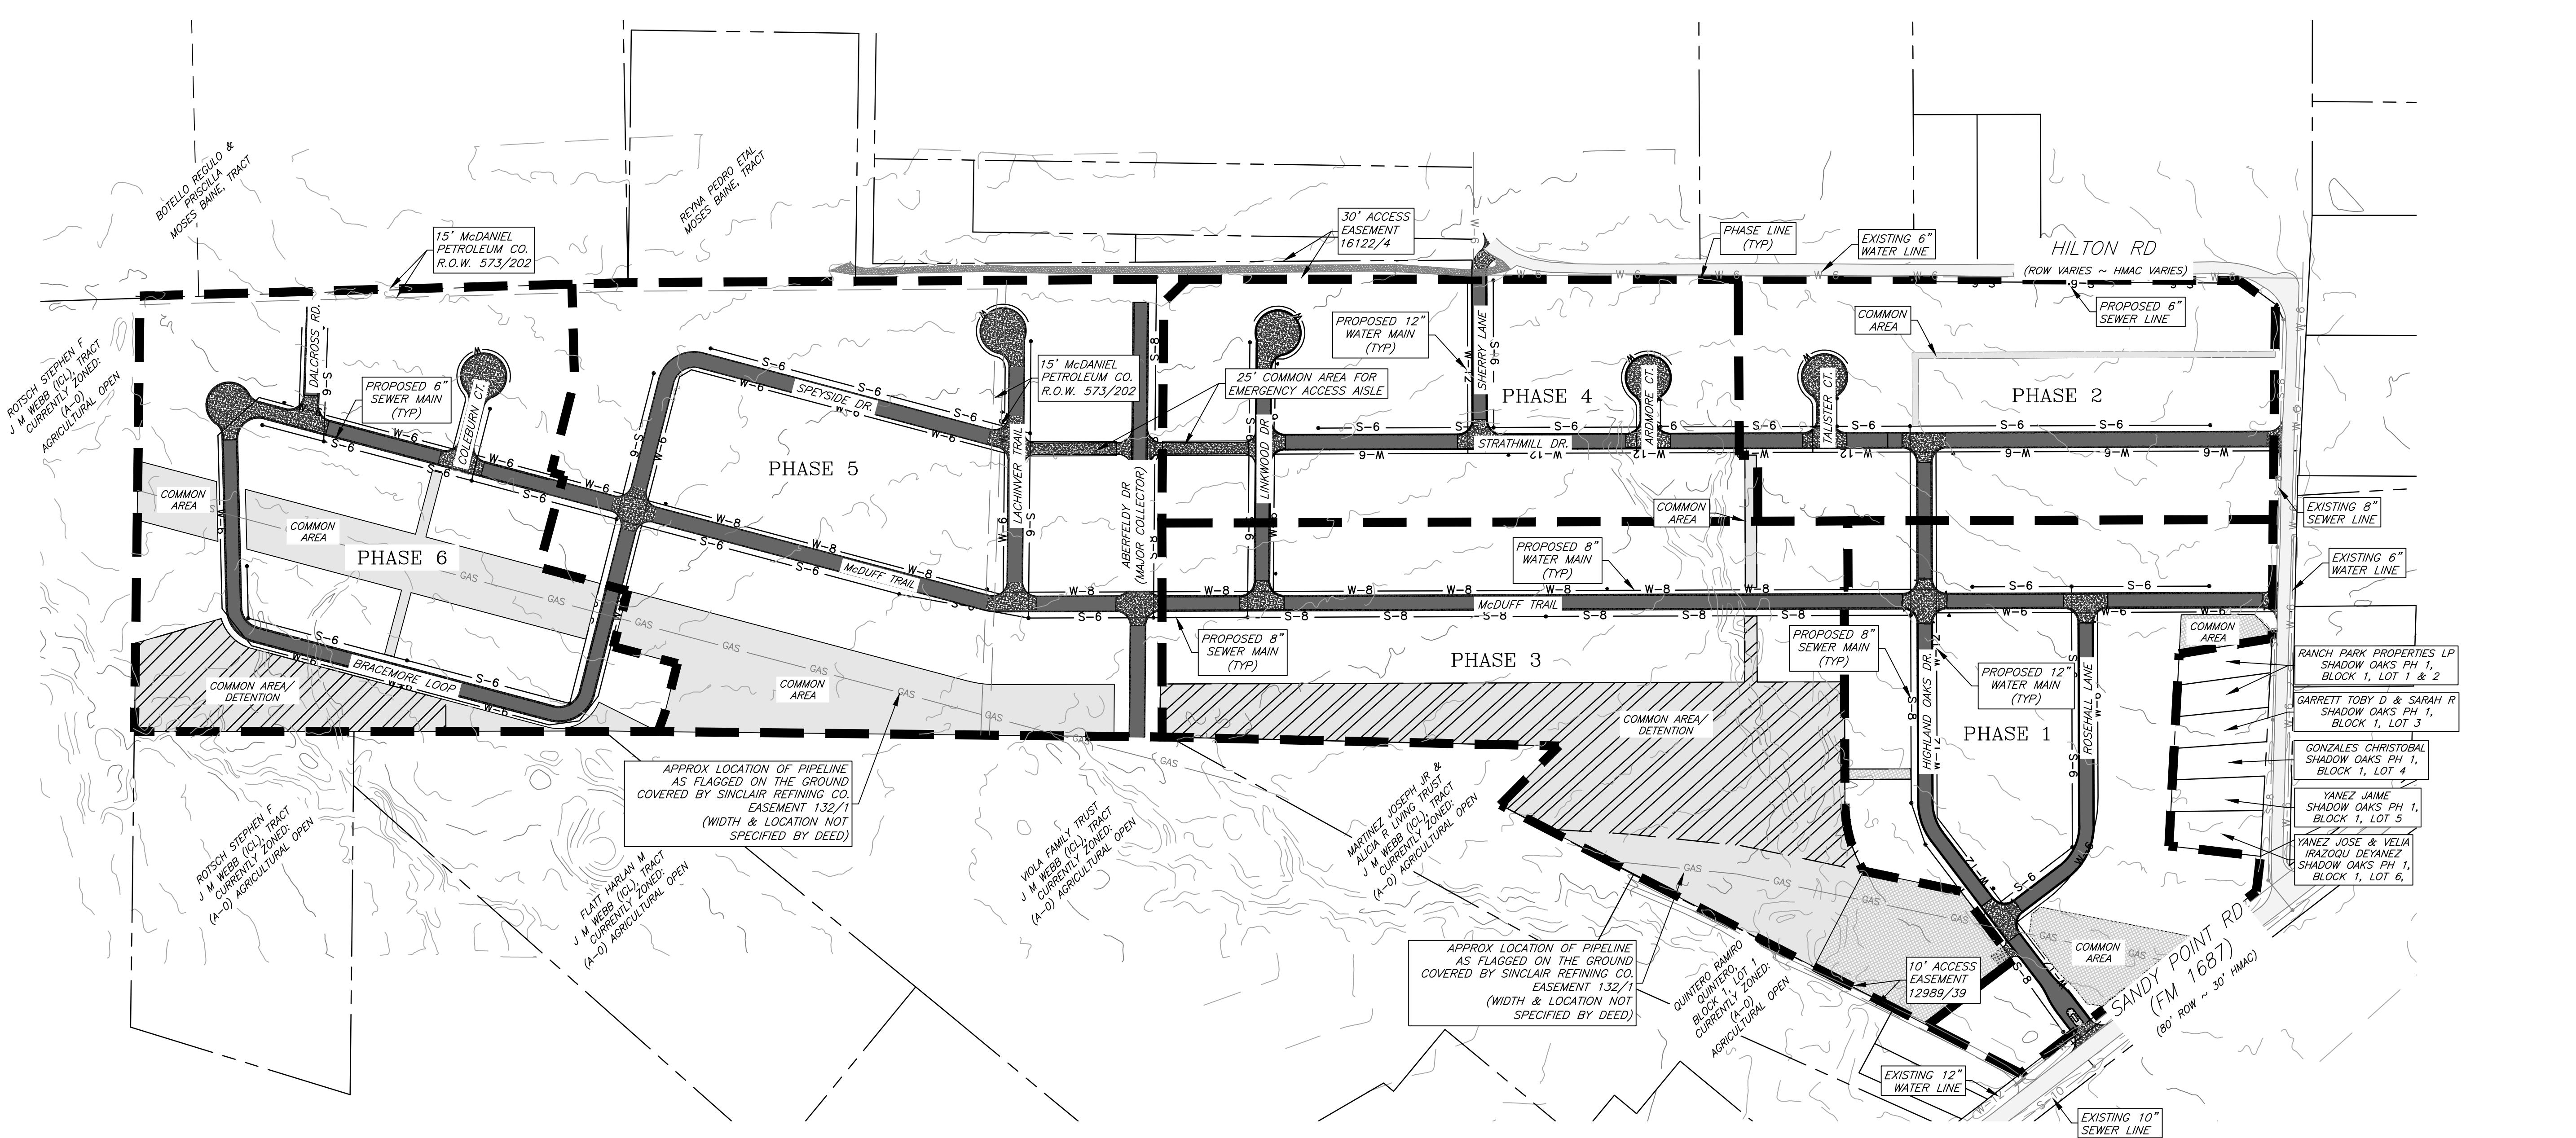 BOTELLO REGULO &
PRISCILLA
MOSES BAINE, TRACT
REYNA PEDRO ETAL
MOSES BAINE, TRACT
15' McDANIEL
PETROLEUM CO.
R.O.W. 573/202
30' ACCESS
EASEMENT
16122/4
PHASE LINE
(TYP)
EXISTING 6"
WATER LINE
HILTON RD
(ROW VARIES ~ HMAC VARIES)
PROPOSED 6"
SEWER LINE
COMMON
AREA
ROTSCH STEPHEN F
J M WEBB (ICL), TRACT
CURRENTLY ZONED:
(A-O)
AGRICULTURAL OPEN
DALCROSS RD.
PROPOSED 6"
SEWER MAIN
(TYP)
COLEBURN CT.
SPEYSIDE DR.
15' McDANIEL
PETROLEUM CO.
R.O.W. 573/202
25' COMMON AREA FOR
EMERGENCY ACCESS AISLE
PROPOSED 12"
WATER MAIN
(TYP)
SHERRY LANE
PHASE 4
ARDMORE CT.
TALISTER CT.
PHASE 2
STRATHMILL DR.
LACHINVER TRAIL
ABERFELDY DR
(MAJOR COLLECTOR)
LINKWOOD DR
PHASE 5
COMMON
AREA
COMMON
AREA
PHASE 6
COMMON
AREA
EXISTING 8"
SEWER LINE
PROPOSED 8"
WATER MAIN
(TYP)
EXISTING 6"
WATER LINE
McDUFF TRAIL
McDUFF TRAIL
PROPOSED 8"
SEWER MAIN
(TYP)
PHASE 3
PROPOSED 8"
SEWER MAIN
(TYP)
HIGHLAND OAKS DR.
PROPOSED 12"
WATER MAIN
(TYP)
ROSEHALL LANE
PHASE 1
COMMON
AREA
RANCH PARK PROPERTIES LP
SHADOW OAKS PH 1,
BLOCK 1, LOT 1 & 2
GARRETT TOBY D & SARAH R
SHADOW OAKS PH 1,
BLOCK 1, LOT 3
GONZALES CHRISTOBAL
SHADOW OAKS PH 1,
BLOCK 1, LOT 4
YANEZ JAIME
SHADOW OAKS PH 1,
BLOCK 1, LOT 5
YANEZ JOSE & VELIA
IRAZOQU DEYANEZ
SHADOW OAKS PH 1,
BLOCK 1, LOT 6,
BRACEMORE LOOP
COMMON AREA/
DETENTION
COMMON
AREA
COMMON AREA/
DETENTION
APPROX LOCATION OF PIPELINE
AS FLAGGED ON THE GROUND
COVERED BY SINCLAIR REFINING CO.
EASEMENT 132/1
(WIDTH & LOCATION NOT
SPECIFIED BY DEED)
ROTSCH STEPHEN F
J M WEBB (ICL), TRACT
CURRENTLY ZONED:
(A-O) AGRICULTURAL OPEN
FLATT HARLAN M
J M WEBB (ICL), TRACT
CURRENTLY ZONED:
(A-O) AGRICULTURAL OPEN
VIOLA FAMILY TRUST
J M WEBB (ICL), TRACT
CURRENTLY ZONED:
(A-O) AGRICULTURAL OPEN
MARTINEZ JOSEPH JR &
ALICIA R LIVING TRUST
J M WEBB (ICL), TRACT
CURRENTLY ZONED:
(A-O) AGRICULTURAL OPEN
APPROX LOCATION OF PIPELINE
AS FLAGGED ON THE GROUND
COVERED BY SINCLAIR REFINING CO.
EASEMENT 132/1
(WIDTH & LOCATION NOT
SPECIFIED BY DEED)
QUINTERO RAMIRO
QUINTERO,
BLOCK 1, LOT 1
CURRENTLY ZONED:
(A-O)
AGRICULTURAL OPEN
10' ACCESS
EASEMENT
12989/39
COMMON
AREA
SANDY POINT RD
(FM 1687)
(80' ROW ~ 30' HMAC)
EXISTING 12"
WATER LINE
EXISTING 10"
SEWER LINE